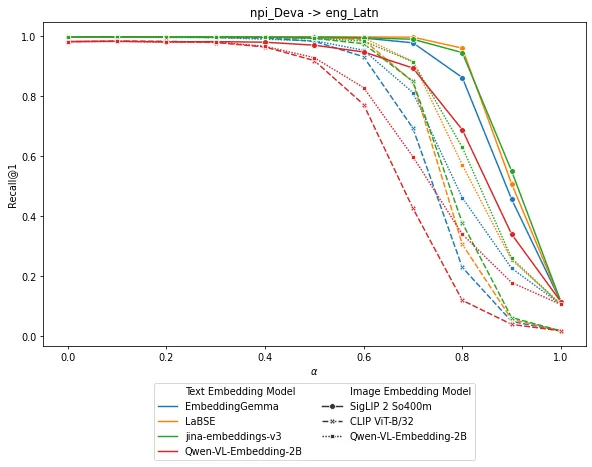 npi_Deva -> eng_Latn
1.0
0.8
0.6
0.4
0.2
0.0
Recall@1
0.0 0.2 0.4 0.6 0.8 1.0
α
Text Embedding Model Image Embedding Model
EmbeddingGemma SigLIP 2 So400m
LaBSE CLIP ViT-B/32
jina-embeddings-v3 Qwen-VL-Embedding-2B
Qwen-VL-Embedding-2B